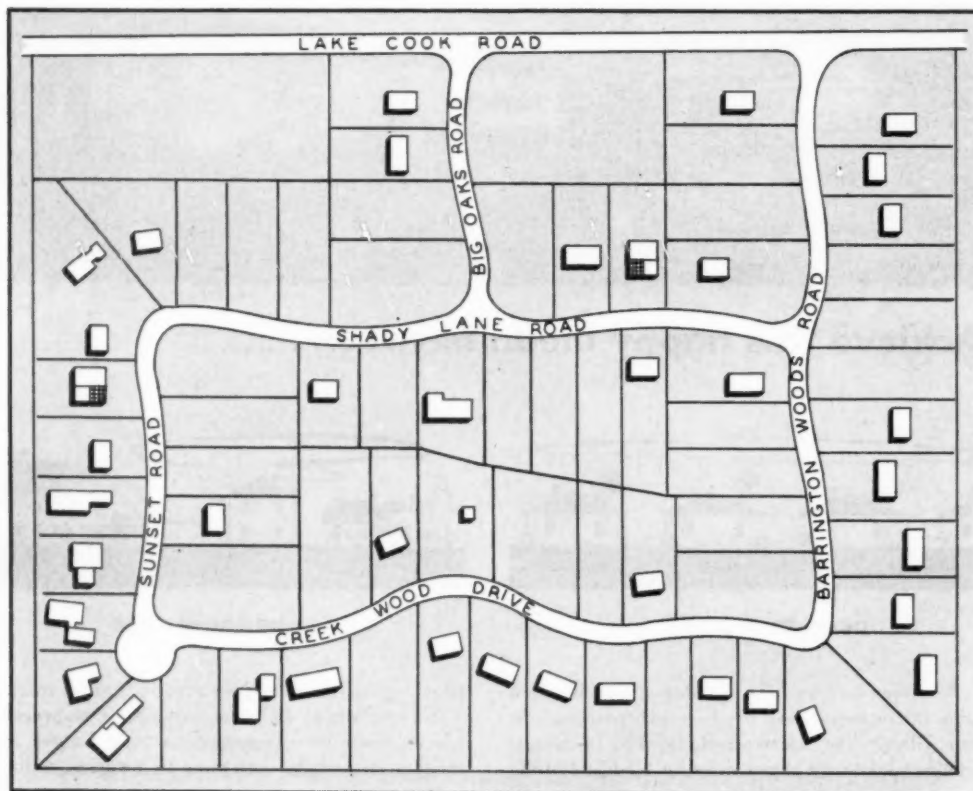 LAKE COOK ROAD
BIG OAKS ROAD
SHADY LANE ROAD
BARRINGTON WOODS ROAD
SUNSET ROAD
CREEK WOOD DRIVE